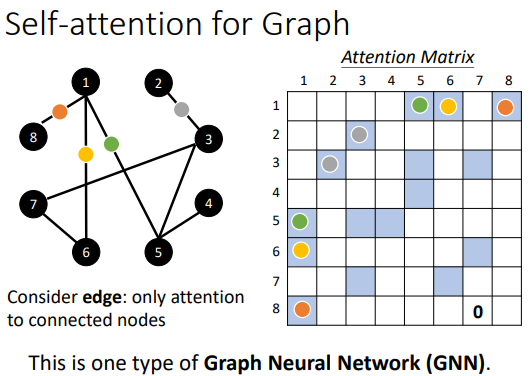 Self-attention for Graph
Attention Matrix
1 2 3 4 5 6 7 8
1
2
3
4
5
6
7
8 0
1
2
8
3
7
4
6
5
Consider edge: only attention
to connected nodes
This is one type of Graph Neural Network (GNN).